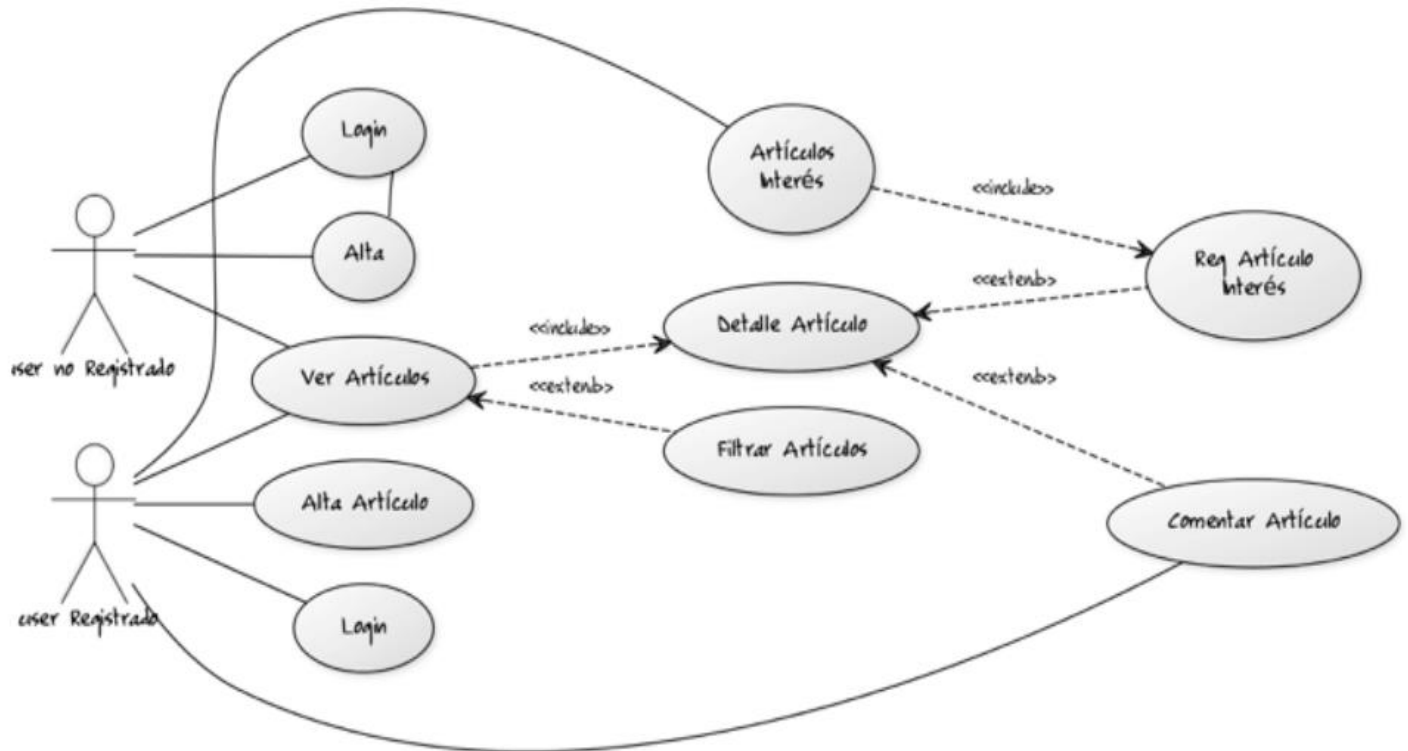 Login
Artículos
Interés
<<include>>
Alta
Req Artículo
Interés
<<extend>>
Detalle Artículo
<<include>>
user no Registrado
Ver Artículos
<<extend>>
<<extend>>
Filtrar Artículos
Alta Artículo
Comentar Artículo
user Registrado
Login